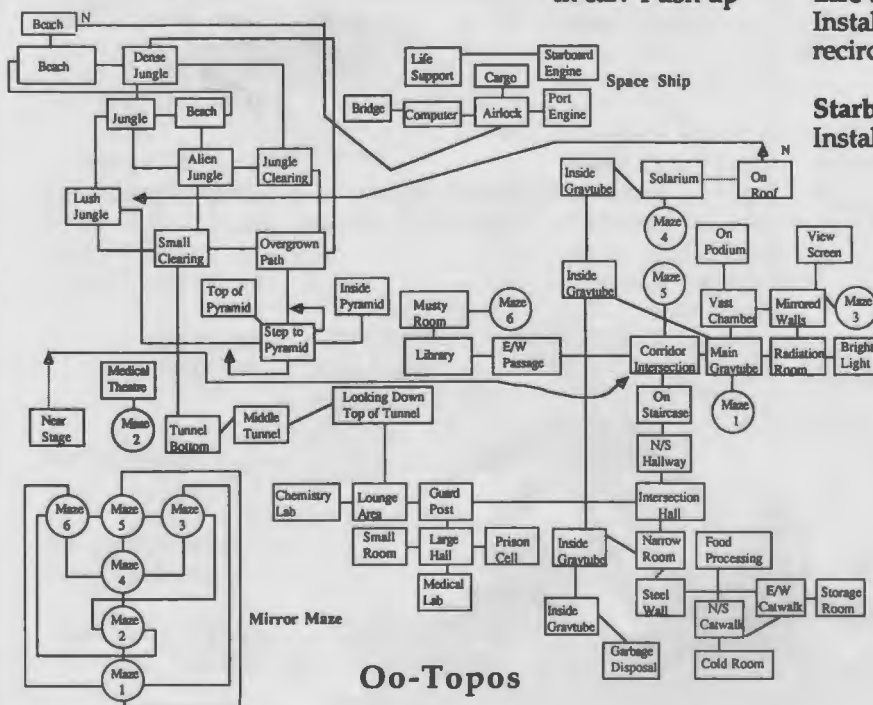 Instal
recirc
Starb
Instal
Beach
N
Beach
Dense
Jungle
Jungle
Beach
Alien
Jungle
Jungle
Clearing
Lush
Jungle
Small
Clearing
Overgrown
Path
Top of
Pyramid
Inside
Pyramid
Step to
Pyramid
Life
Support
Starboard
Engine
Cargo
Bridge
Computer
Airlock
Port
Engine
Space Ship
Inside
Gravtube
Solarium
On
Roof
N
Maze
4
Maze
5
On
Podium
View
Screen
Inside
Gravtube
Vast
Chamber
Mirrored
Walls
Maze
3
Musty
Room
Maze
6
Library
E/W
Passage
Corridor
Intersection
Main
Gravtube
Radiation
Room
Bright
Light
Maze
1
On
Staircase
N/S
Hallway
Intersection
Hall
Near
Stage
Medical
Theatre
Maze
2
Tunnel
Bottom
Middle
Tunnel
Looking Down
Top of Tunnel
Chemistry
Lab
Lounge
Area
Guard
Post
Small
Room
Large
Hall
Prison
Cell
Medical
Lab
Inside
Gravtube
Narrow
Room
Food
Processing
Steel
Wall
N/S
Catwalk
E/W
Catwalk
Storage
Room
Inside
Gravtube
Garbage
Disposal
Cold Room
Maze
6
Maze
5
Maze
3
Maze
4
Maze
2
Maze
1
Mirror Maze
Oo-Topos